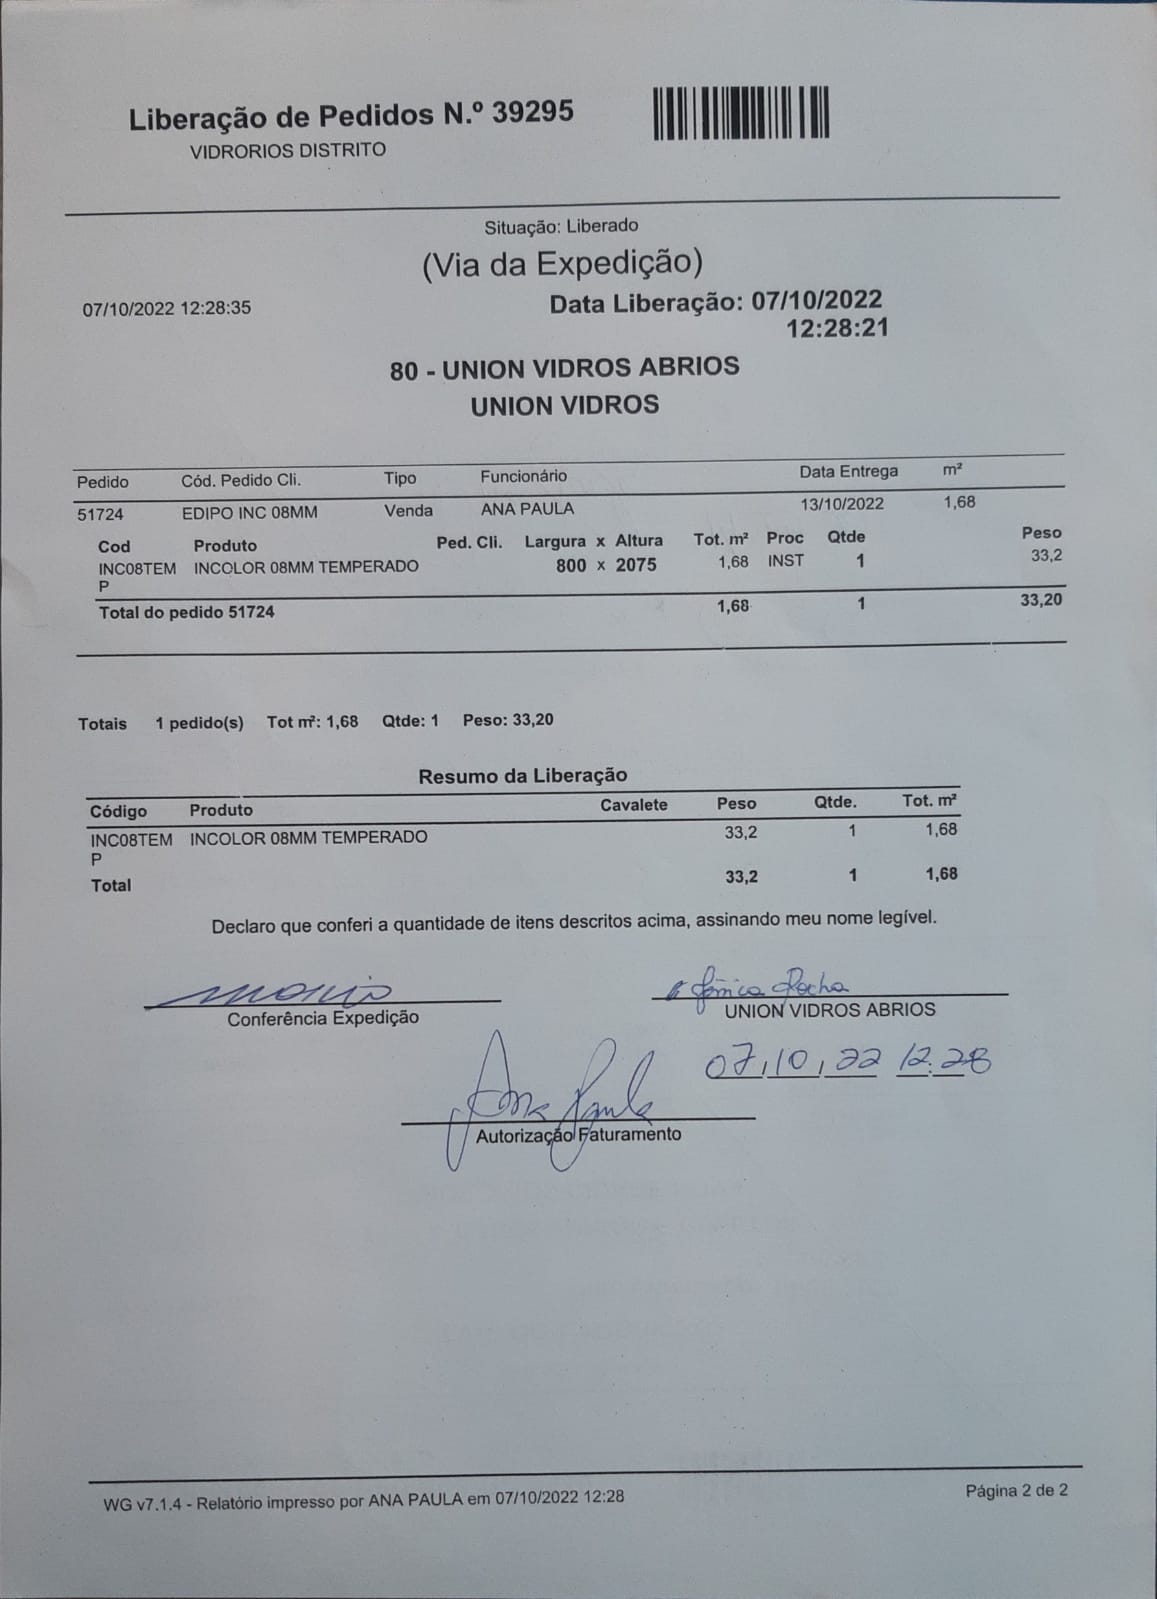 Liberação de Pedidos N.º 39295
VIDRORIOS DISTRITO
Situação: Liberado
(Via da Expedição)
07/10/2022 12:28:35
Data Liberação: 07/10/2022
12:28:21
80 - UNION VIDROS ABRIOS
UNION VIDROS
Pedido Cód. Pedido Cli. Tipo Funcionário Data Entrega m²
51724 EDIPO INC 08MM Venda ANA PAULA 13/10/2022 1,68
Cod Produto Ped. Cli. Largura x Altura Tot. m² Proc Qtde Peso
INC08TEM INCOLOR 08MM TEMPERADO 800 x 2075 1,68 INST 1 33,2
P
Total do pedido 51724 1,68 1 33,20
Totais 1 pedido(s) Tot m²: 1,68 Qtde: 1 Peso: 33,20
Resumo da Liberação
Código Produto Cavalete Peso Qtde. Tot. m²
INC08TEM INCOLOR 08MM TEMPERADO 33,2 1 1,68
P
Total 33,2 1 1,68
Declaro que conferi a quantidade de itens descritos acima, assinando meu nome legível.
Rocha
Conferência Expedição UNION VIDROS ABRIOS
07,10,22 12:28
Ana Paula
Autorização Faturamento
WG v7.1.4 - Relatório impresso por ANA PAULA em 07/10/2022 12:28 Página 2 de 2